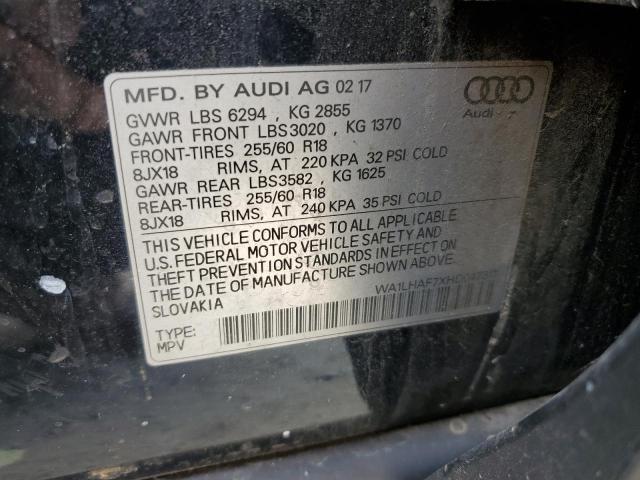 MFD. BY AUDI AG 02 17
GVWR LBS 6294 , KG 2855
GAWR FRONT LBS3020 , KG 1370
FRONT-TIRES 255/60 R18
8JX18 RIMS, AT 220 KPA 32 PSI COLD
GAWR REAR LBS3582 , KG 1625
REAR-TIRES 255/60 R18
8JX18 RIMS, AT 240 KPA 35 PSI COLD
Audi
THIS VEHICLE CONFORMS TO ALL APPLICABLE
U.S. FEDERAL MOTOR VEHICLE SAFETY AND
THEFT PREVENTION STANDARDS IN EFFECT ON
THE DATE OF MANUFACTURE SHOWN ABOVE.
SLOVAKIA
TYPE:
MPV